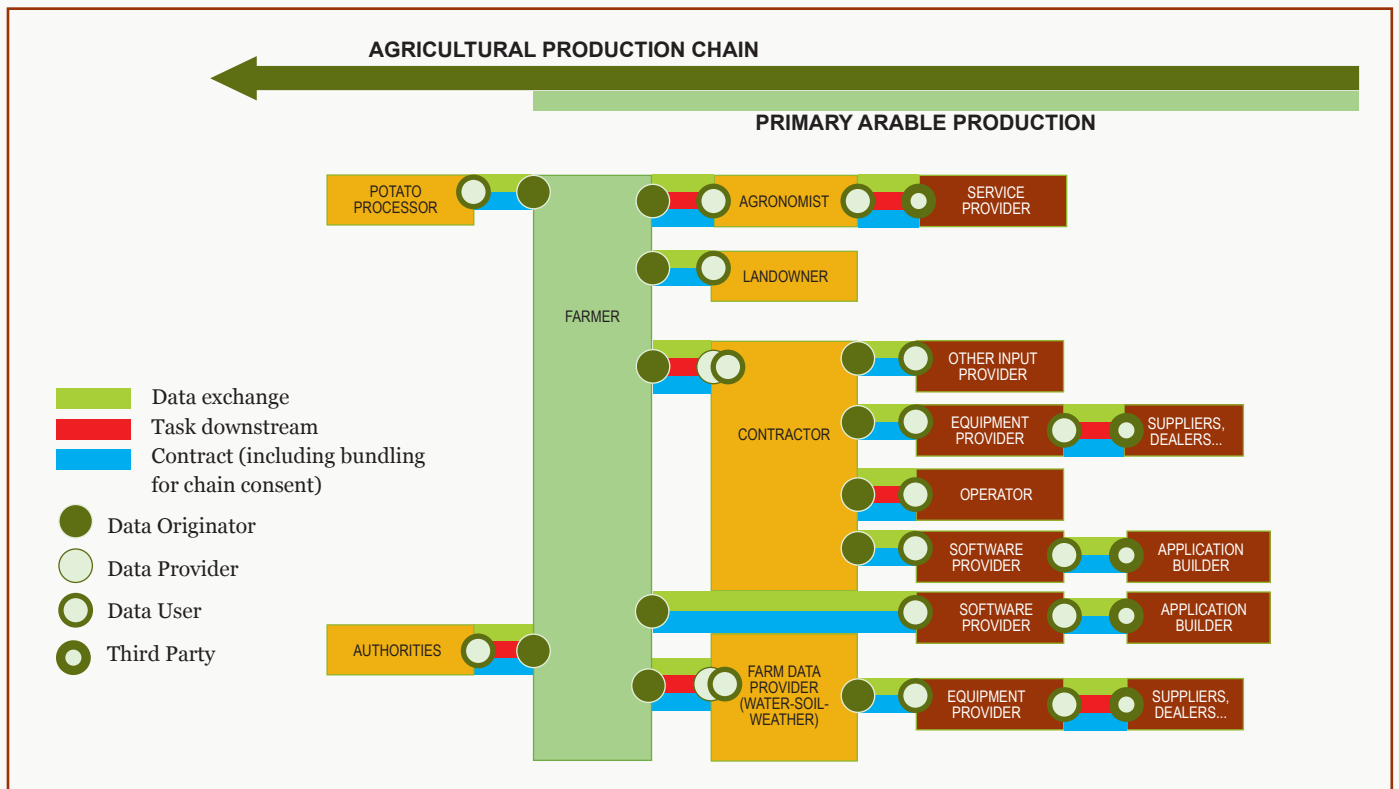 AGRICULTURAL PRODUCTION CHAIN
PRIMARY ARABLE PRODUCTION
POTATO
PROCESSOR
FARMER
AGRONOMIST
SERVICE
PROVIDER
LANDOWNER
CONTRACTOR
OTHER INPUT
PROVIDER
EQUIPMENT
PROVIDER
SUPPLIERS,
DEALERS...
OPERATOR
SOFTWARE
PROVIDER
APPLICATION
BUILDER
SOFTWARE
PROVIDER
APPLICATION
BUILDER
AUTHORITIES
FARM DATA
PROVIDER
(WATER-SOIL-
WEATHER)
EQUIPMENT
PROVIDER
SUPPLIERS,
DEALERS...
Data exchange
Task downstream
Contract (including bundling
for chain consent)
Data Originator
Data Provider
Data User
Third Party